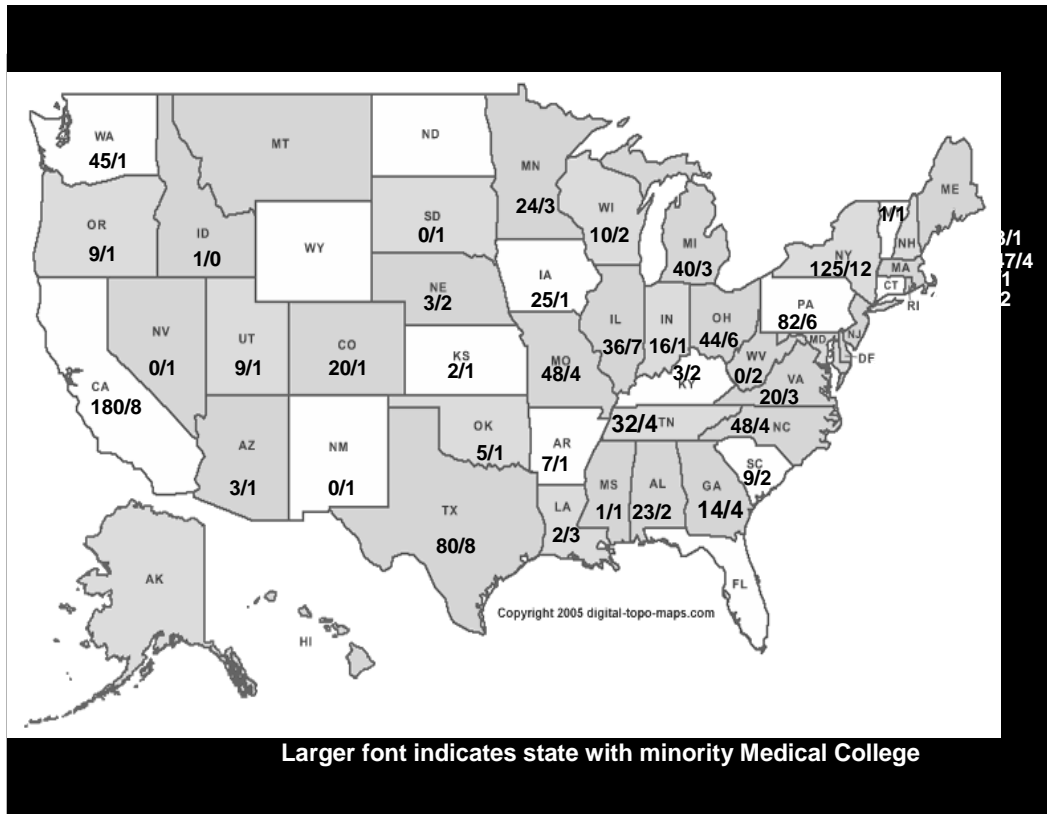 WA
45/1
MT
ND
MN
24/3
OR
9/1
ID
1/0
WY
SD
0/1
WI
10/2
MI
40/3
ME
1/1
NH
NY
125/12
MA
CT
RI
/1
7/4
1
2
NE
3/2
IA
25/1
PA
82/6
NJ
NV
0/1
UT
9/1
CO
20/1
KS
2/1
MO
48/4
IL
36/7
IN
16/1
OH
44/6
MD
DF
WV
0/2
VA
20/3
3/2
KY
CA
180/8
AZ
3/1
NM
0/1
OK
5/1
AR
7/1
32/4 TN
48/4 NC
SC
9/2
TX
80/8
LA
2/3
MS
1/1
AL
23/2
GA
14/4
FL
AK
HI
Copyright 2005 digital-topo-maps.com
Larger font indicates state with minority Medical College